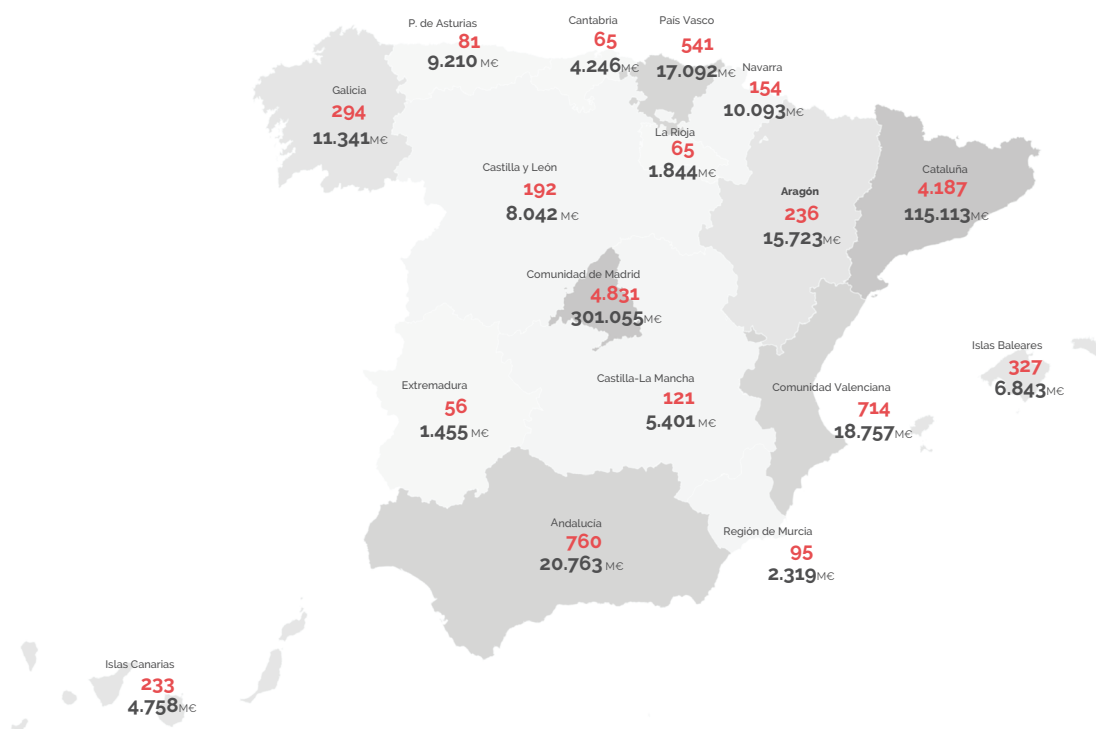 P. de Asturias
81
9.210 M€
Cantabria
65
4.246 M€
País Vasco
541
17.092 M€
Navarra
154
10.093 M€
Galicia
294
11.341 M€
La Rioja
65
1.844 M€
Castilla y León
192
8.042 M€
Aragón
236
15.723 M€
Cataluña
4.187
115.113 M€
Comunidad de Madrid
4.831
301.055 M€
Islas Baleares
327
6.843 M€
Extremadura
56
1.455 M€
Castilla-La Mancha
121
5.401 M€
Comunidad Valenciana
714
18.757 M€
Andalucía
760
20.763 M€
Región de Murcia
95
2.319 M€
Islas Canarias
233
4.758 M€